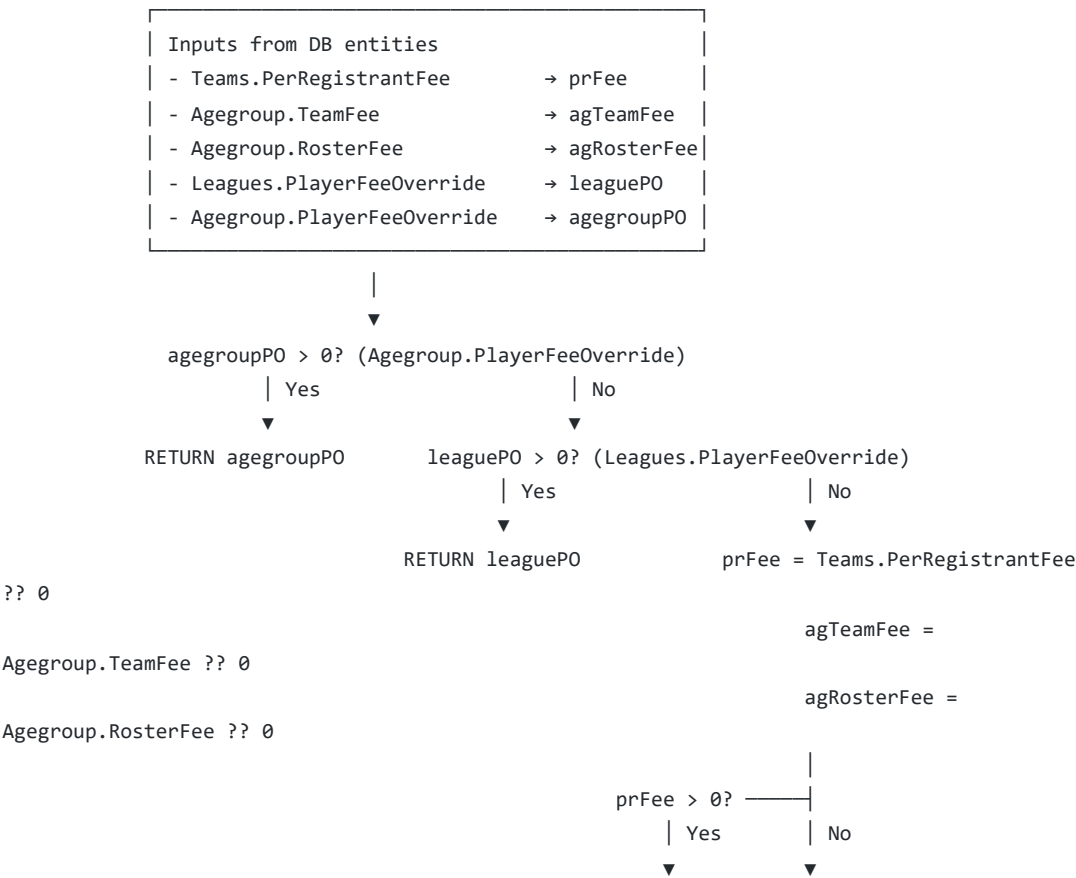 Inputs from DB entities
- Teams.PerRegistrantFee → prFee
- Agegroup.TeamFee → agTeamFee
- Agegroup.RosterFee → agRosterFee
- Leagues.PlayerFeeOverride → leaguePO
- Agegroup.PlayerFeeOverride → agegroupPO
agegroupPO > 0? (Agegroup.PlayerFeeOverride)
Yes No
RETURN agegroupPO leaguePO > 0? (Leagues.PlayerFeeOverride)
Yes No
RETURN leaguePO prFee = Teams.PerRegistrantFee
?? 0
agTeamFee =
Agegroup.TeamFee ?? 0
agRosterFee =
Agegroup.RosterFee ?? 0
prFee > 0?
Yes No